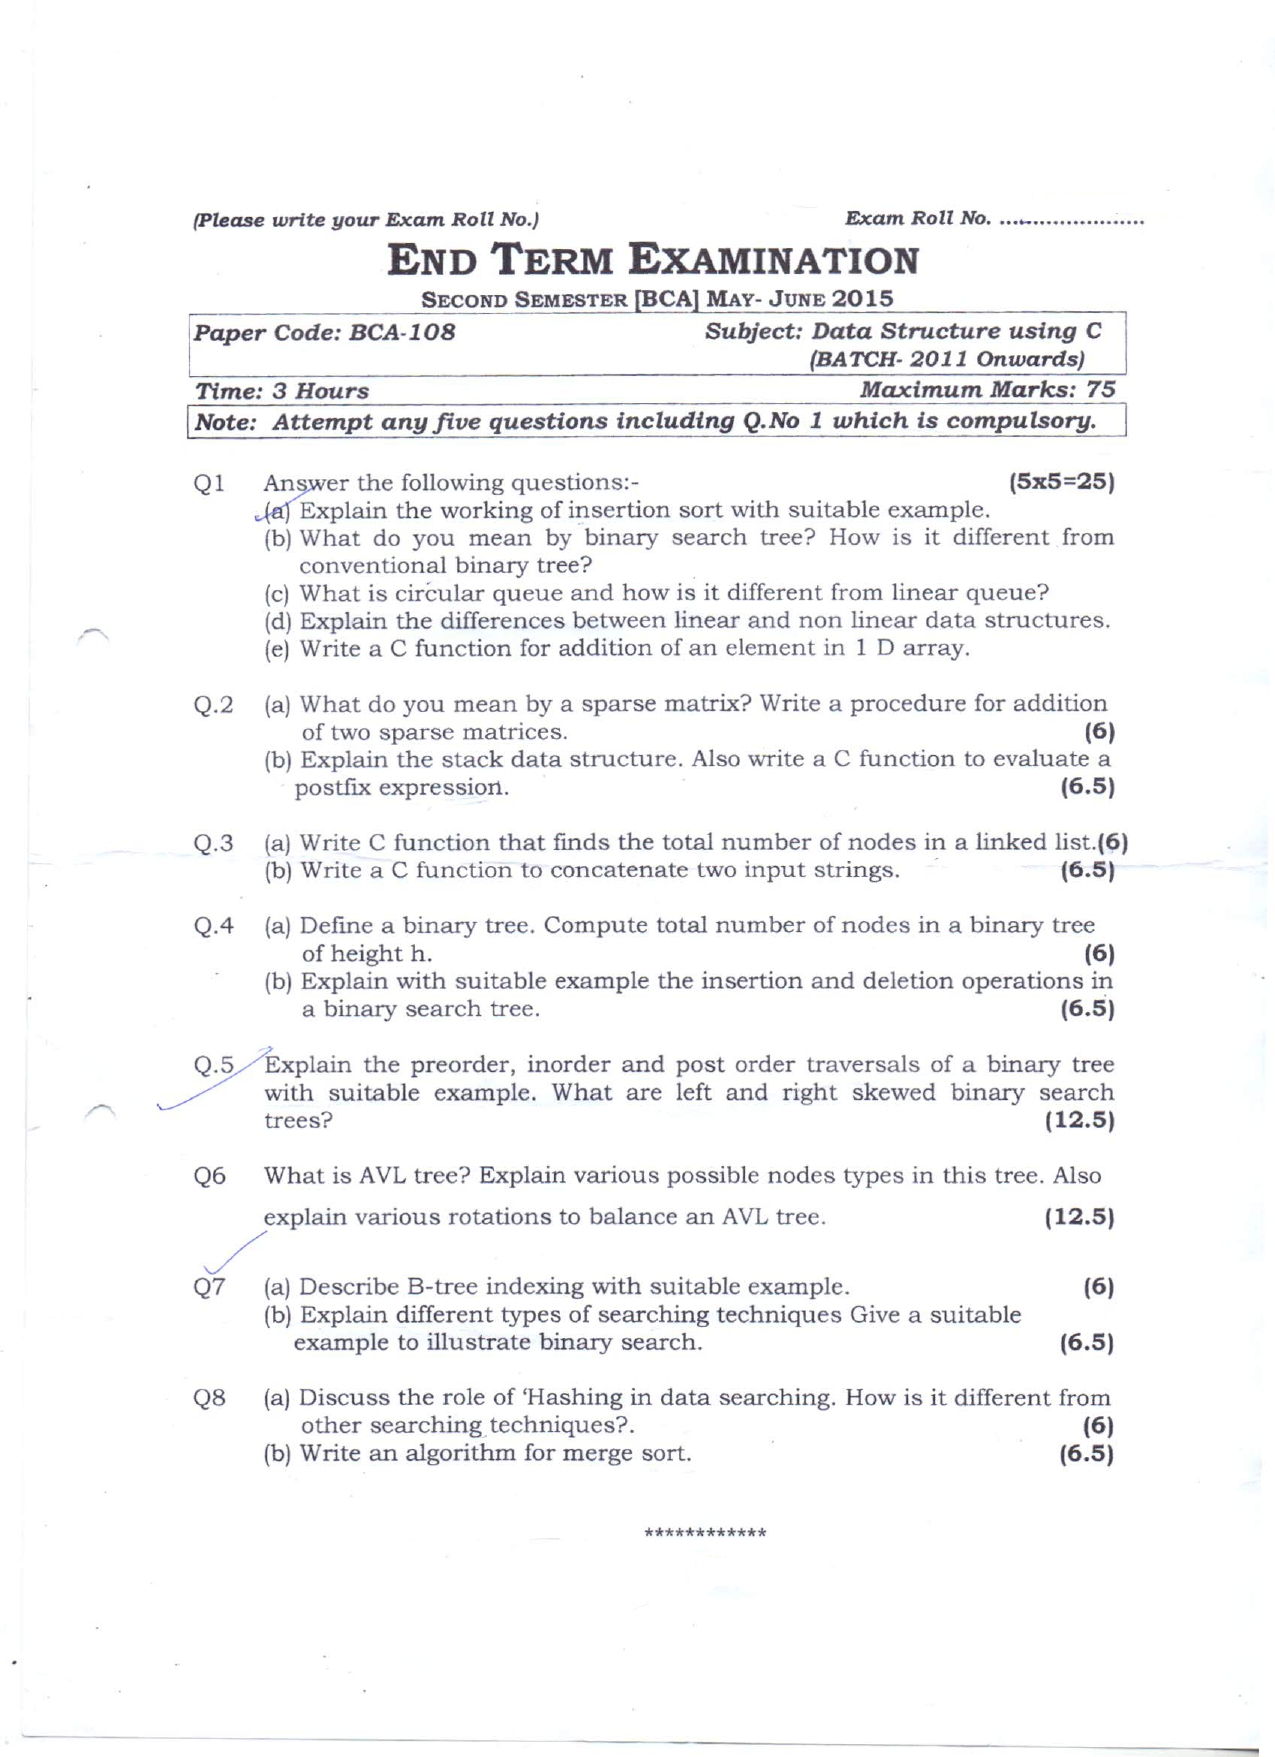 (Please write your Exam Roll No.) Exam Roll No. ........................
END TERM EXAMINATION
SECOND SEMESTER [BCA] MAY- JUNE 2015
Paper Code: BCA-108 Subject: Data Structure using C
(BATCH- 2011 Onwards)
Time: 3 Hours Maximum Marks: 75
Note: Attempt any five questions including Q.No 1 which is compulsory.
Q1 Answer the following questions:- (5x5=25)
(a) Explain the working of insertion sort with suitable example.
(b) What do you mean by binary search tree? How is it different from
conventional binary tree?
(c) What is circular queue and how is it different from linear queue?
(d) Explain the differences between linear and non linear data structures.
(e) Write a C function for addition of an element in 1 D array.
Q.2 (a) What do you mean by a sparse matrix? Write a procedure for addition
of two sparse matrices. (6)
(b) Explain the stack data structure. Also write a C function to evaluate a
postfix expression. (6.5)
Q.3 (a) Write C function that finds the total number of nodes in a linked list.(6)
(b) Write a C function to concatenate two input strings. (6.5)
Q.4 (a) Define a binary tree. Compute total number of nodes in a binary tree
of height h. (6)
(b) Explain with suitable example the insertion and deletion operations in
a binary search tree. (6.5)
Q.5 Explain the preorder, inorder and post order traversals of a binary tree
with suitable example. What are left and right skewed binary search
trees? (12.5)
Q6 What is AVL tree? Explain various possible nodes types in this tree. Also
explain various rotations to balance an AVL tree. (12.5)
Q7 (a) Describe B-tree indexing with suitable example. (6)
(b) Explain different types of searching techniques Give a suitable
example to illustrate binary search. (6.5)
Q8 (a) Discuss the role of 'Hashing in data searching. How is it different from
other searching techniques?. (6)
(b) Write an algorithm for merge sort. (6.5)
************